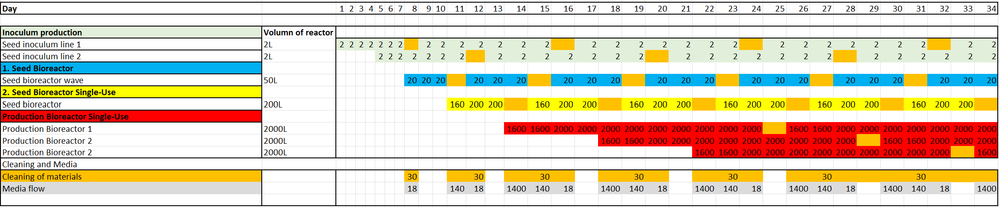 Day 1 2 3 4 5 6 7 8 9 10 11 12 13 14 15 16 17 18 19 20 21 22 23 24 25 26 27 28 29 30 31 32 33 34
Inoculum production Volumn of reactor
Seed inoculum line 1 2L 2 2 2 2 2 2 2 2 2 2 2 2 2 2 2 2 2 2 2 2 2 2 2 2 2 2 2 2 2 2
Seed inoculum line 2 2L 2 2 2 2 2 2 2 2 2 2 2 2 2 2 2 2 2 2 2 2 2 2 2 2 2 2 2
1. Seed Bioreactor
Seed bioreactor wave 50L 20 20 20 20 20 20 20 20 20 20 20 20 20 20 20 20 20 20 20 20 20
2. Seed Bioreactor Single-Use
Seed bioreactor 200L 160 200 200 160 200 200 160 200 200 160 200 200 160 200 200 160 200 200
Production Bioreactor Single-Use
Production Bioreactor 1 2000L 1600 1600 2000 2000 2000 2000 2000 2000 2000 2000 2000 1600 1600 2000 2000 2000 2000 2000 2000 2000
Production Bioreactor 2 2000L 1600 1600 2000 2000 2000 2000 2000 2000 2000 2000 2000 1600 1600 2000 2000 2000
Production Bioreactor 2 2000L 1600 1600 2000 2000 2000 2000 2000 2000 2000 2000 2000 1600
Cleaning and Media
Cleaning of materials 30 30 30 30 30 30 30
Media flow 18 140 18 1400 140 18 1400 140 18 1400 140 18 1400 140 18 1400 140 18 1400